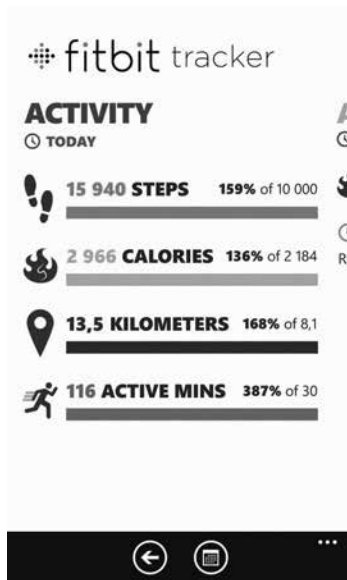 fitbit tracker
ACTIVITY
TODAY
15 940 STEPS 159% of 10 000
2 966 CALORIES 136% of 2 184
13,5 KILOMETERS 168% of 8,1
116 ACTIVE MINS 387% of 30